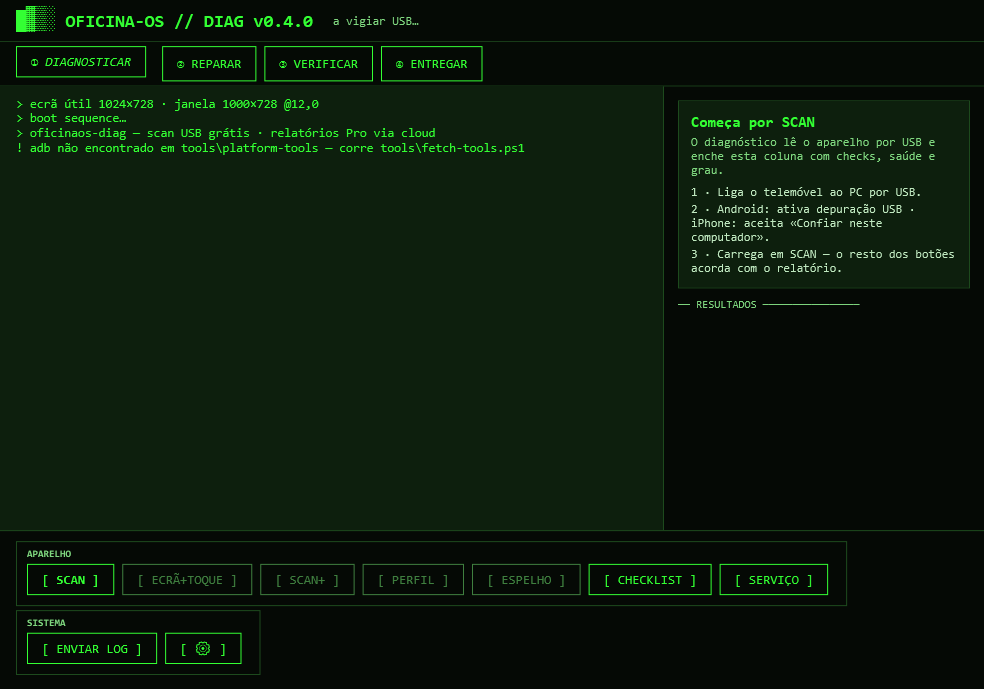 OFICINA-OS // DIAG v0.4.0 a vigiar USB…
① DIAGNOSTICAR ② REPARAR ③ VERIFICAR ④ ENTREGAR
> ecrã útil 1024×728 · janela 1000×728 @12,0
> boot sequence…
> oficinaos-diag — scan USB grátis · relatórios Pro via cloud
! adb não encontrado em tools\platform-tools — corre tools\fetch-tools.ps1
Começa por SCAN
O diagnóstico lê o aparelho por USB e
enche esta coluna com checks, saúde e
grau.
1 · Liga o telemóvel ao PC por USB.
2 · Android: ativa depuração USB ·
iPhone: aceita «Confiar neste
computador».
3 · Carrega em SCAN — o resto dos botões
acorda com o relatório.
── RESULTADOS ────────────────
APARELHO
[ SCAN ] [ ECRÃ+TOQUE ] [ SCAN+ ] [ PERFIL ] [ ESPELHO ] [ CHECKLIST ] [ SERVIÇO ]
SISTEMA
[ ENVIAR LOG ] [ ⚙ ]